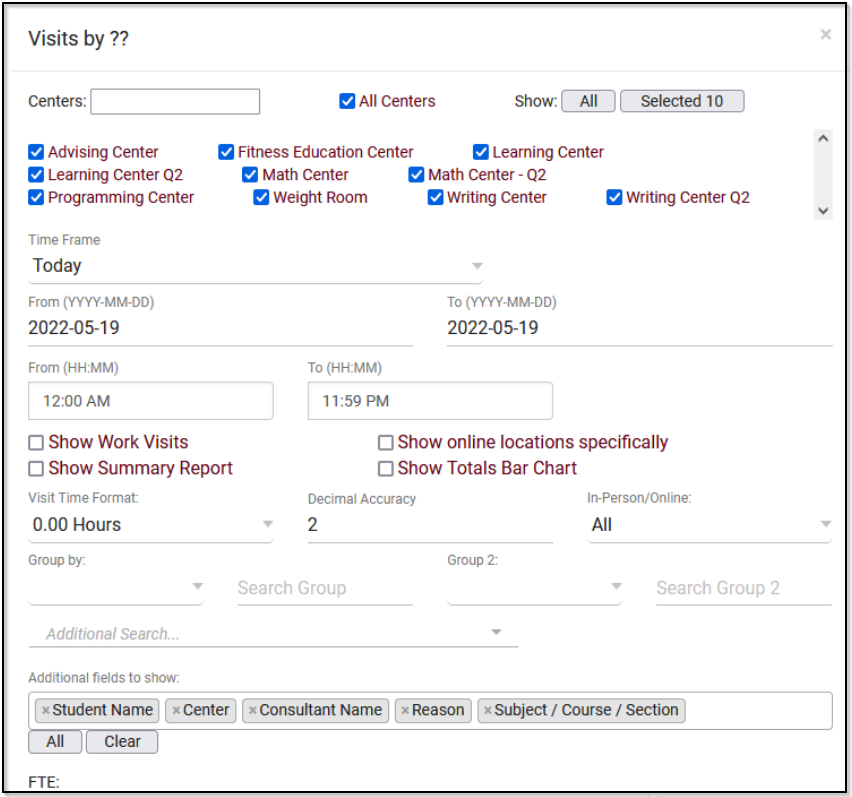 Visits by ??
×
Centers:
All Centers
Show: All Selected 10
Advising Center Fitness Education Center Learning Center
Learning Center Q2 Math Center Math Center - Q2
Programming Center Weight Room Writing Center Writing Center Q2
Time Frame
Today
From (YYYY-MM-DD) To (YYYY-MM-DD)
2022-05-19 2022-05-19
From (HH:MM) To (HH:MM)
12:00 AM 11:59 PM
Show Work Visits Show online locations specifically
Show Summary Report Show Totals Bar Chart
Visit Time Format: Decimal Accuracy In-Person/Online:
0.00 Hours 2 All
Group by: Group 2:
Search Group Search Group 2
Additional Search...
Additional fields to show:
×Student Name ×Center ×Consultant Name ×Reason ×Subject / Course / Section
All Clear
FTE: